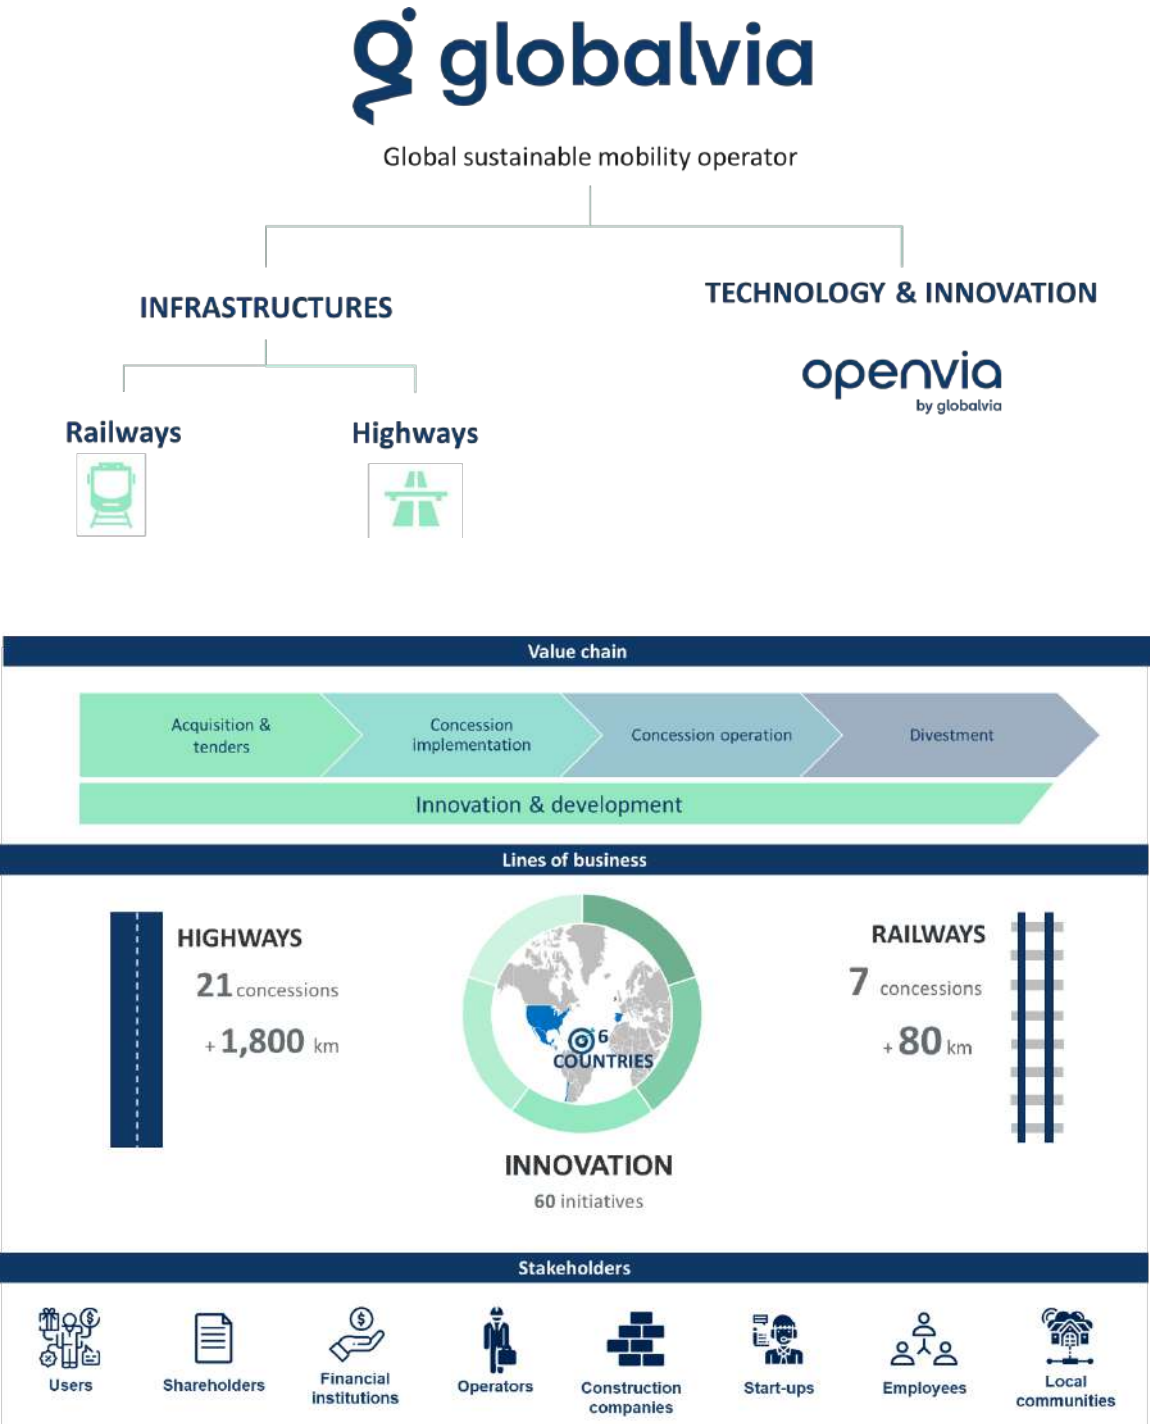 globalvia
Global sustainable mobility operator
INFRASTRUCTURES
TECHNOLOGY & INNOVATION
openvia
by globalvia
Railways
Highways
Value chain
Acquisition &
tenders
Concession
implementation
Concession operation
Divestment
Innovation & development
Lines of business
HIGHWAYS
21 concessions
+ 1,800 km
6
COUNTRIES
RAILWAYS
7 concessions
+ 80 km
INNOVATION
60 initiatives
Stakeholders
Users
Shareholders
Financial
institutions
Operators
Construction
companies
Start-ups
Employees
Local
communities